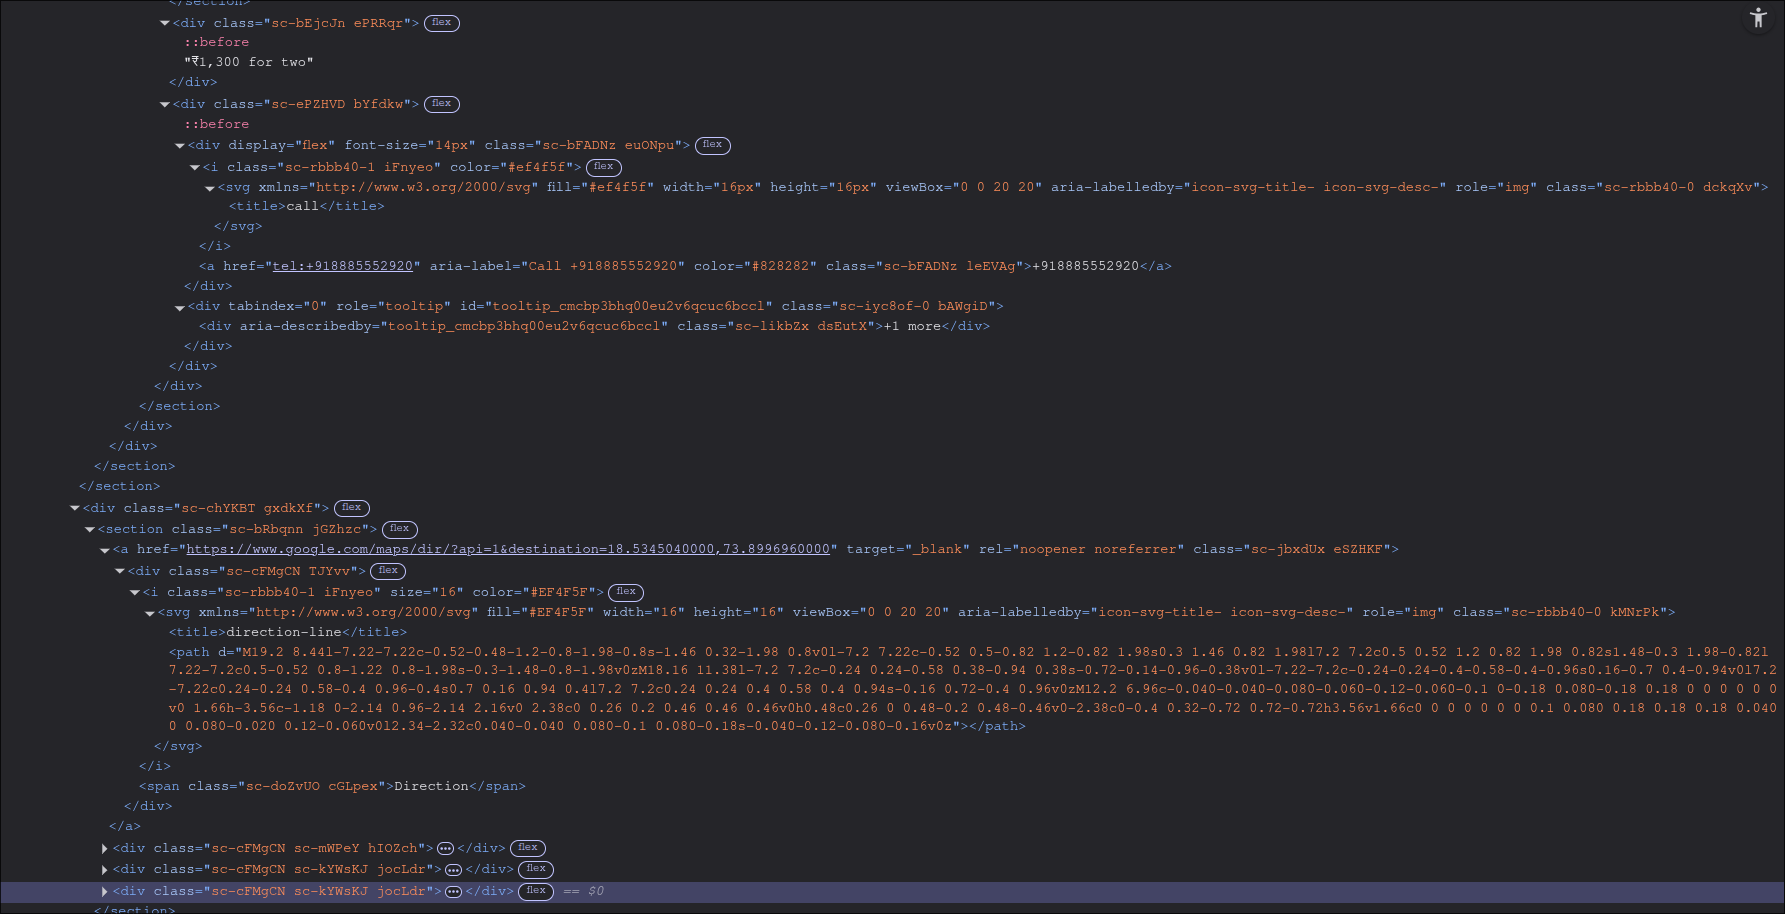 </section>
<div class="sc-bEjcJn ePRRqr"> flex
::before
"₹1,300 for two"
</div>
<div class="sc-ePZHVD bYfdkw"> flex
::before
<div display="flex" font-size="14px" class="sc-bFADNz euONpu"> flex
<i class="sc-rbbb40-1 iFnyeo" color="#ef4f5f"> flex
<svg xmlns="http://www.w3.org/2000/svg" fill="#ef4f5f" width="16px" height="16px" viewBox="0 0 20 20" aria-labelledby="icon-svg-title- icon-svg-desc-" role="img" class="sc-rbbb40-0 dckqXv">
<title>call</title>
</svg>
</i>
<a href="tel:+918885552920" aria-label="Call +918885552920" color="#828282" class="sc-bFADNz leEVAg">+918885552920</a>
</div>
<div tabindex="0" role="tooltip" id="tooltip_cmcbp3bhq00eu2v6qcuc6bccl" class="sc-iyc8of-0 bAWgiD">
<div aria-describedby="tooltip_cmcbp3bhq00eu2v6qcuc6bccl" class="sc-likbZx dsEutX">+1 more</div>
</div>
</div>
</div>
</section>
</div>
</div>
</section>
</section>
<div class="sc-chYKBT gxdkXf"> flex
<section class="sc-bRbqnn jGZhzc"> flex
<a href="https://www.google.com/maps/dir/?api=1&destination=18.5345040000,73.8996960000" target="_blank" rel="noopener noreferrer" class="sc-jbxdUx eSZHKF">
<div class="sc-cFMgCN TJYvv"> flex
<i class="sc-rbbb40-1 iFnyeo" size="16" color="#EF4F5F"> flex
<svg xmlns="http://www.w3.org/2000/svg" fill="#EF4F5F" width="16" height="16" viewBox="0 0 20 20" aria-labelledby="icon-svg-title- icon-svg-desc-" role="img" class="sc-rbbb40-0 kMNrPk">
<title>direction-line</title>
<path d="M19.2 8.44l-7.22-7.22c-0.52-0.48-1.2-0.8-1.98-0.8s-1.46 0.32-1.98 0.8v0l-7.2 7.22c-0.52 0.5-0.82 1.2-0.82 1.98s0.3 1.46 0.82 1.98l7.2 7.2c0.5 0.52 1.2 0.82 1.98 0.82s1.48-0.3 1.98-0.82l
7.22-7.2c0.5-0.52 0.8-1.22 0.8-1.98s-0.3-1.48-0.8-1.98v0zM18.16 11.38l-7.2 7.2c-0.24 0.24-0.58 0.38-0.94 0.38s-0.72-0.14-0.96-0.38v0l-7.22-7.2c-0.24-0.24-0.4-0.58-0.4-0.96s0.16-0.7 0.4-0.94v0l7.2
-7.22c0.24-0.24 0.58-0.4 0.96-0.4s0.7 0.16 0.94 0.4l7.2 7.2c0.24 0.24 0.4 0.58 0.4 0.94s-0.16 0.72-0.4 0.96v0zM12.2 6.96c-0.040-0.040-0.080-0.060-0.12-0.060-0.1 0-0.18 0.080-0.18 0.18 0 0 0 0 0 0
v0 1.66h-3.56c-1.18 0-2.14 0.96-2.14 2.16v0 2.38c0 0.26 0.2 0.46 0.46 0.46v0h0.48c0.26 0 0.48-0.2 0.48-0.46v0-2.38c0-0.4 0.32-0.72 0.72-0.72h3.56v1.66c0 0 0 0 0 0 0 0.1 0.080 0.18 0.18 0.18 0.040
0 0.080-0.020 0.12-0.060v0l2.34-2.32c0.040-0.040 0.080-0.1 0.080-0.18s-0.040-0.12-0.080-0.16v0z"></path>
</svg>
</i>
<span class="sc-doZvUO cGLpex">Direction</span>
</div>
</a>
<div class="sc-cFMgCN sc-mWPeY hIOZch">…</div> flex
<div class="sc-cFMgCN sc-kYWsKJ jocLdr">…</div> flex
<div class="sc-cFMgCN sc-kYWsKJ jocLdr">…</div> flex == $0
</section>